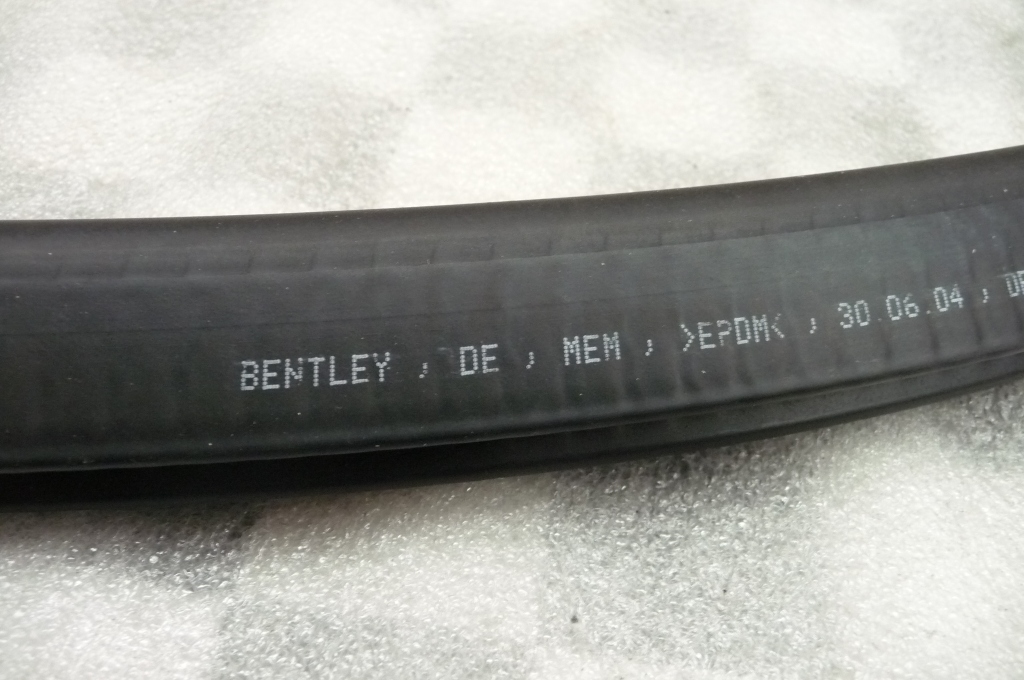 BENTLEY , DE , MEM , >EPDM< , 30.06.04 ,